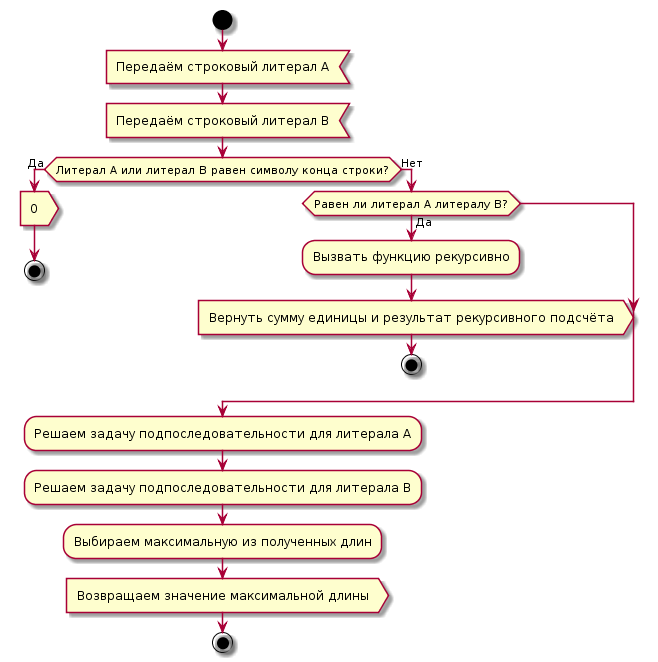 Передаём строковый литерал A
Передаём строковый литерал B
Да
Литерал A или литерал B равен символу конца строки?
Нет
0
Равен ли литерал A литералу B?
Да
Вызвать функцию рекурсивно
Вернуть сумму единицы и результат рекурсивного подсчёта
Решаем задачу подпоследовательности для литерала A
Решаем задачу подпоследовательности для литерала B
Выбираем максимальную из полученных длин
Возвращаем значение максимальной длины